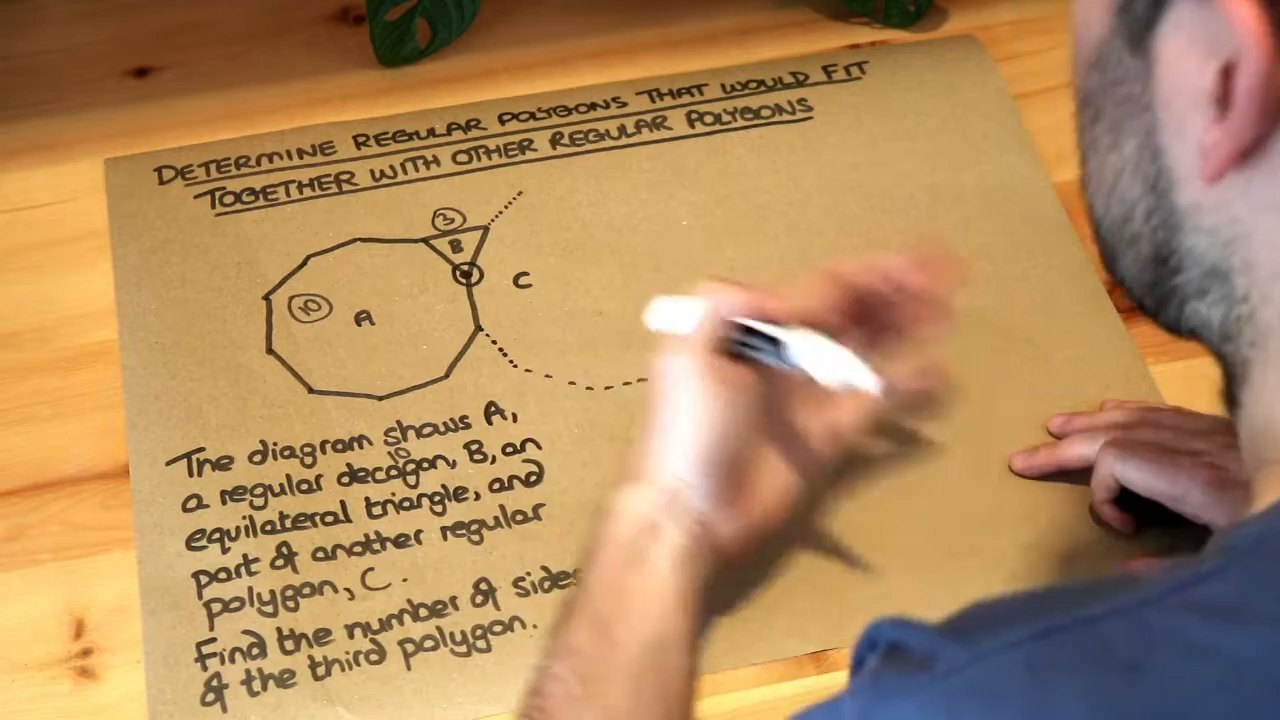 DETERMINE REGULAR POLYGONS THAT WOULD FIT
TOGETHER WITH OTHER REGULAR POLYGONS
3
B
C
10
A
The diagram shows A,
10
a regular decagon, B, an
equilateral triangle, and
part of another regular
polygon, C.
Find the number of sides
of the third polygon.